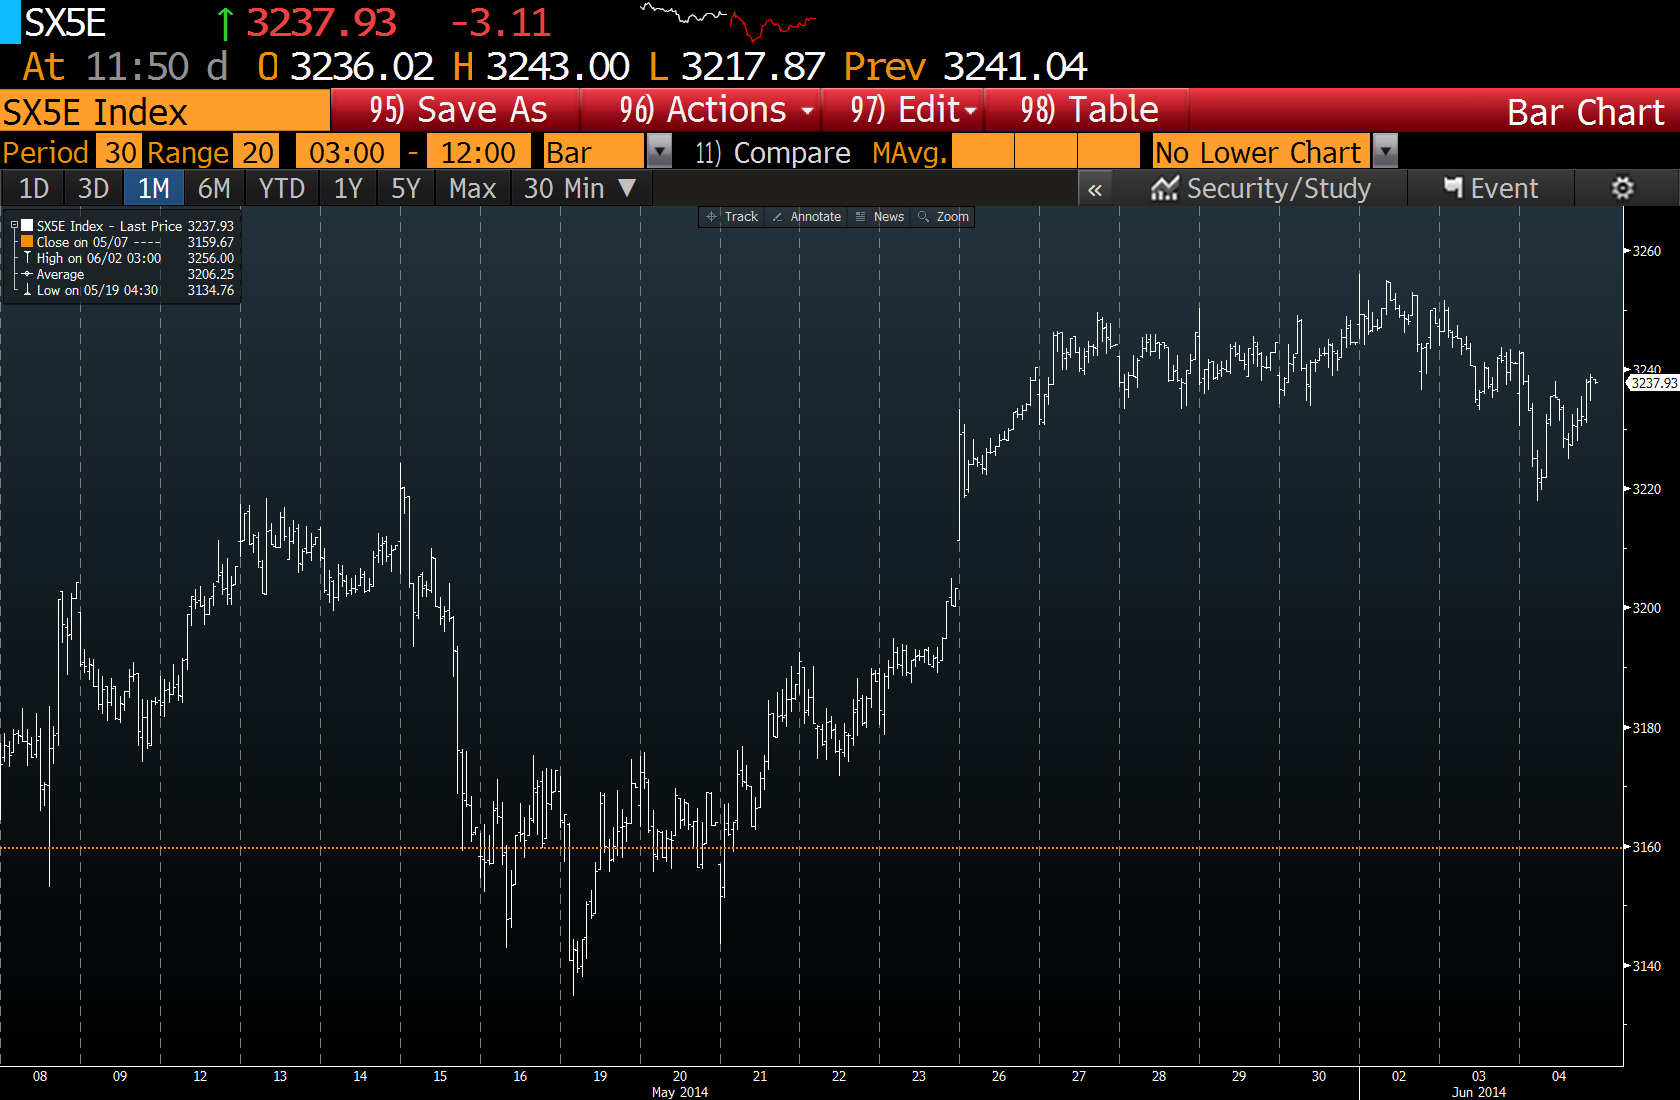 SX5E ↑ 3237.93 -3.11
At 11:50 d O 3236.02 H 3243.00 L 3217.87 Prev 3241.04
SX5E Index 95) Save As 96) Actions 97) Edit 98) Table Bar Chart
Period 30 Range 20 03:00 - 12:00 Bar 11) Compare MAvg. No Lower Chart
1D 3D 1M 6M YTD 1Y 5Y Max 30 Min ▼ « Security/Study Event
Track Annotate News Zoom
SX5E Index - Last Price 3237.93
Close on 05/07 ---- 3159.67
High on 06/02 03:00 3256.00
Average 3206.25
Low on 05/19 04:30 3134.76
3260
3240
3237.93
3220
3200
3180
3160
3140
08 09 12 13 14 15 16 19 20 21 22 23 26 27 28 29 30 02 03 04
May 2014 Jun 2014